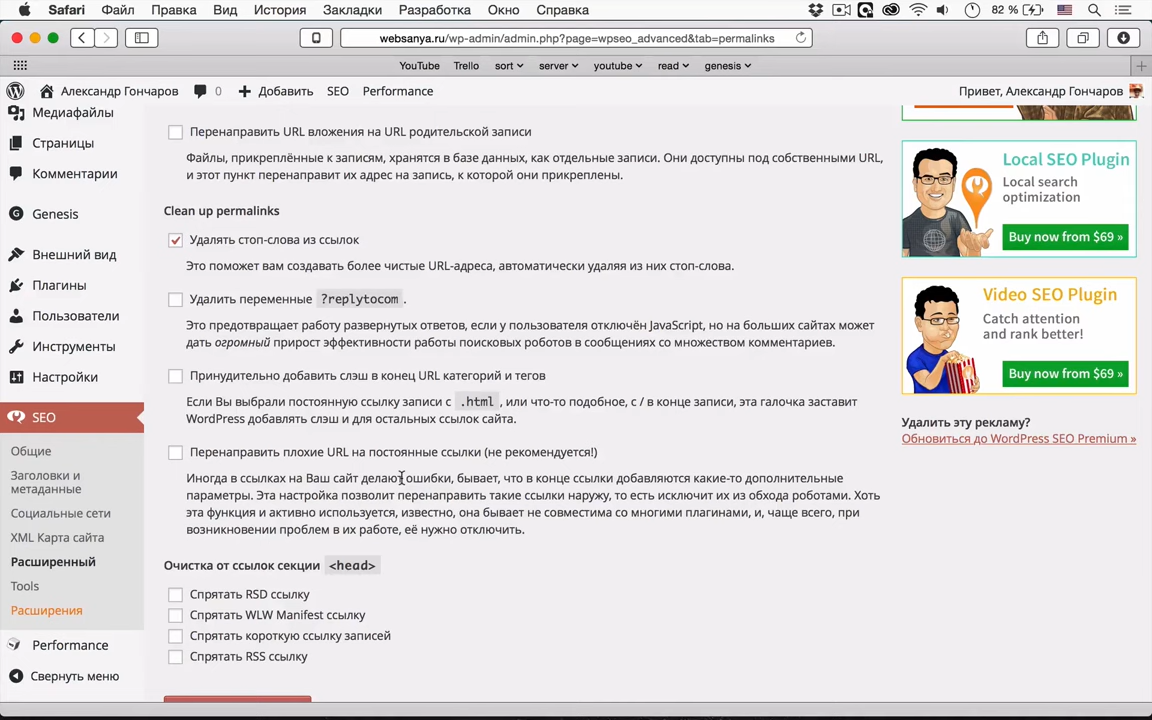 Safari Файл Правка Вид История Закладки Разработка Окно Справка 82 %
websanya.ru/wp-admin/admin.php?page=wpseo_advanced&tab=permalinks
YouTube Trello sort server youtube read genesis
Александр Гончаров 0 Добавить SEO Performance Привет, Александр Гончаров
Медиафайлы
Страницы
Комментарии
Genesis
Внешний вид
Плагины
Пользователи
Инструменты
Настройки
SEO
Общие
Заголовки и
метаданные
Социальные сети
XML Карта сайта
Расширенный
Tools
Расширения
Performance
Свернуть меню
Перенаправить URL вложения на URL родительской записи
Файлы, прикреплённые к записям, хранятся в базе данных, как отдельные записи. Они доступны под собственным URL,
и этот пункт перенаправит их адрес на запись, к которой они прикреплены.
Clean up permalinks
Удалять стоп-слова из ссылок
Это поможет вам создавать более чистые URL-адреса, автоматически удаляя из них стоп-слова.
Удалить переменные ?replytocom .
Это предотвращает работу развернутых ответов, если у пользователя отключён JavaScript, но на больших сайтах может
дать огромный прирост эффективности работы поисковых роботов в сообщениях со множеством комментариев.
Принудительно добавить слэш в конец URL категорий и тегов
Если Вы выбрали постоянную ссылку записи с .html , или что-то подобное, с / в конце записи, эта галочка заставит
WordPress добавлять слэш и для остальных ссылок сайта.
Перенаправить плохие URL на постоянные ссылки (не рекомендуется!)
Иногда в ссылках на Ваш сайт делают ошибки, бывает, что в конце ссылки добавляются какие-то дополнительные
параметры. Эта настройка позволит перенаправить такие ссылки наружу, то есть исключит их из обхода роботами. Хоть
эта функция и активно используется, известно, она бывает не совместима со многими плагинами, и, чаще всего, при
возникновении проблем в их работе, её нужно отключить.
Очистка от ссылок секции <head>
Спрятать RSD ссылку
Спрятать WLW Manifest ссылку
Спрятать короткую ссылку записей
Спрятать RSS ссылку
Local SEO Plugin
Local search
optimization
Buy now from $69 »
Video SEO Plugin
Catch attention
and rank better!
Buy now from $69 »
Удалить эту рекламу?
Обновиться до WordPress SEO Premium »